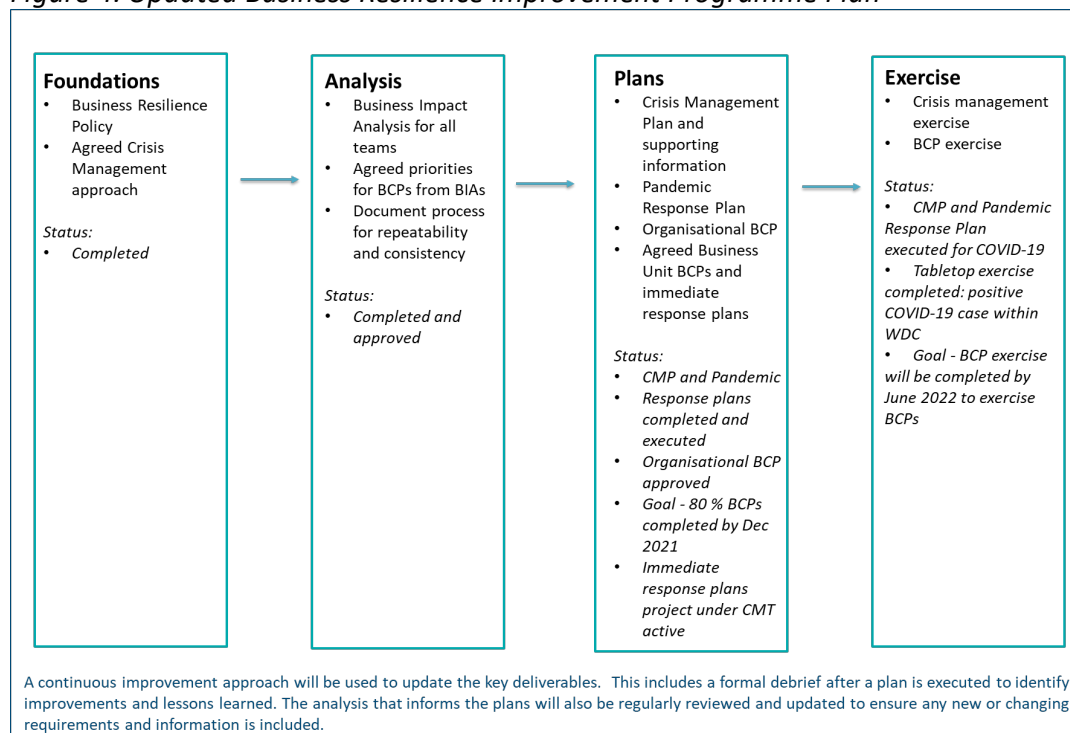 Figure 4: Updated Business Resilience Improvement Programme Plan
Foundations
• Business Resilience
Policy
• Agreed Crisis
Management
approach
Status:
• Completed
Analysis
• Business Impact
Analysis for all
teams
• Agreed priorities
for BCPs from BIAs
• Document process
for repeatability
and consistency
Status:
• Completed and
approved
Plans
• Crisis Management
Plan and
supporting
information
• Pandemic
Response Plan
• Organisational BCP
• Agreed Business
Unit BCPs and
immediate
response plans
Status:
• CMP and Pandemic
• Response plans
completed and
executed
• Organisational BCP
approved
• Goal - 80 % BCPs
completed by Dec
2021
• Immediate
response plans
project under CMT
active
Exercise
• Crisis management
exercise
• BCP exercise
Status:
• CMP and Pandemic
Response Plan
executed for COVID-19
• Tabletop exercise
completed: positive
COVID-19 case within
WDC
• Goal - BCP exercise
will be completed by
June 2022 to exercise
BCPs
A continuous improvement approach will be used to update the key deliverables. This includes a formal debrief after a plan is executed to identify
improvements and lessons learned. The analysis that informs the plans will also be regularly reviewed and updated to ensure any new or changing
requirements and information is included.